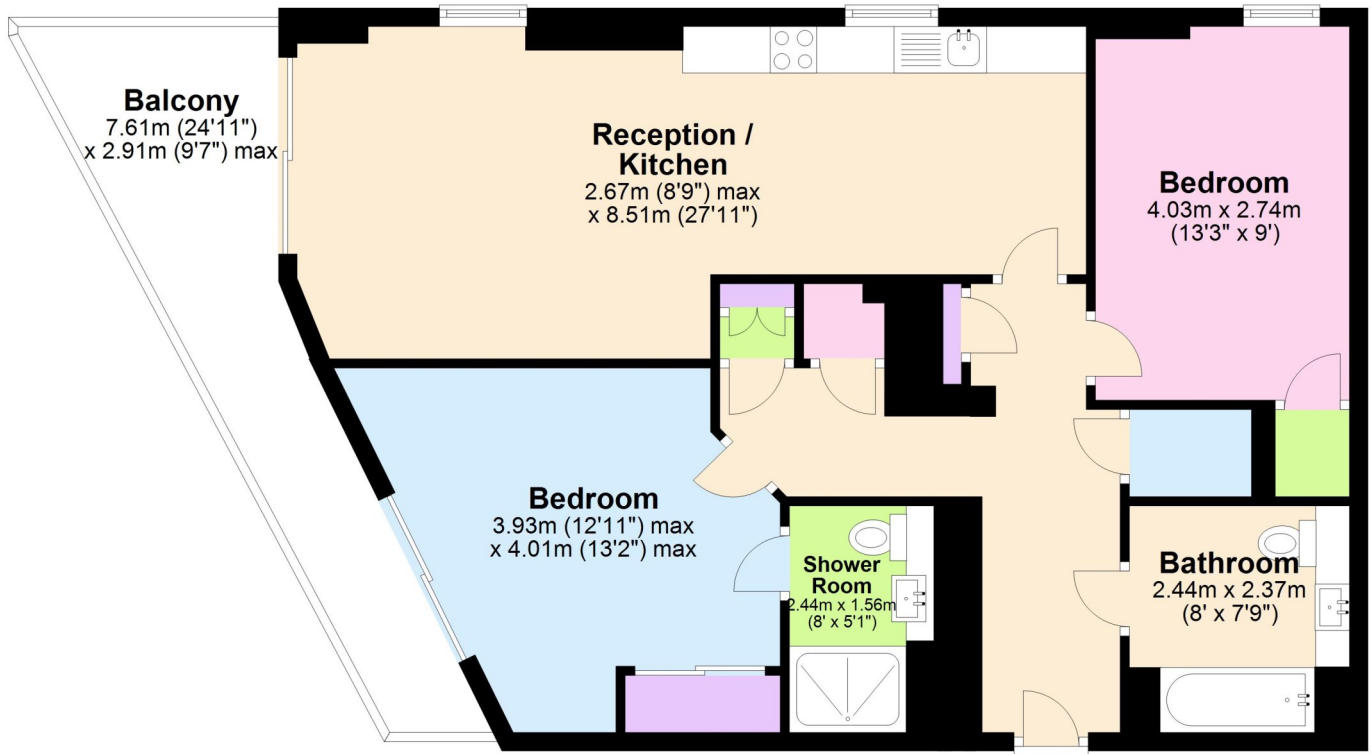 Balcony
7.61m (24'11")
x 2.91m (9'7") max
Reception /
Kitchen
2.67m (8'9") max
x 8.51m (27'11")
Bedroom
4.03m x 2.74m
(13'3" x 9')
Bedroom
3.93m (12'11") max
x 4.01m (13'2") max
Shower
Room
2.44m x 1.56m
(8' x 5'1")
Bathroom
2.44m x 2.37m
(8' x 7'9")